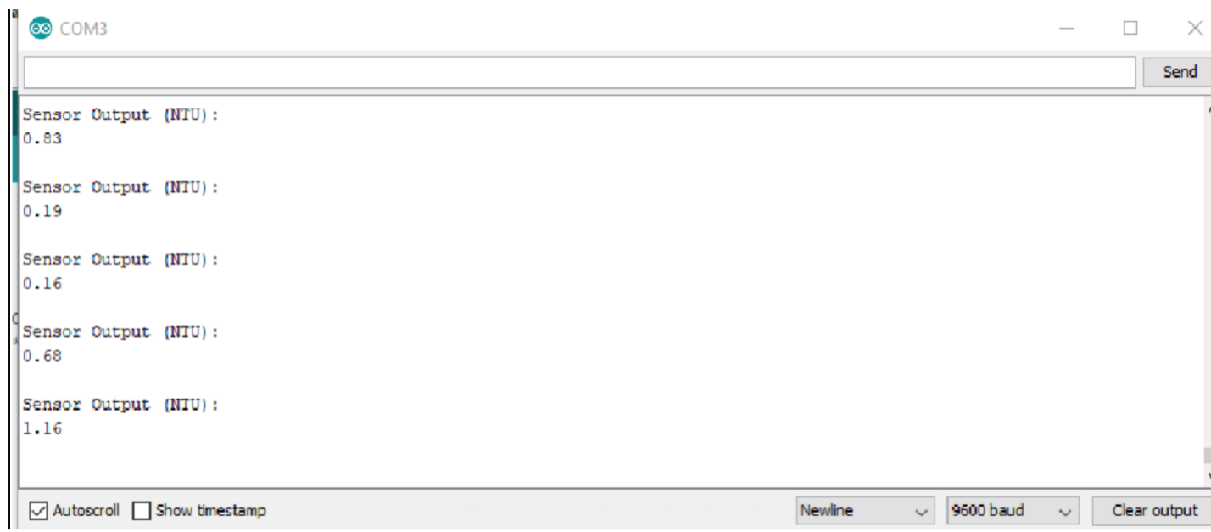 COM3
Send
Sensor Output (NTU):
0.83
Sensor Output (NTU):
0.19
Sensor Output (NTU):
0.16
Sensor Output (NTU):
0.68
Sensor Output (NTU):
1.16
Autoscroll Show timestamp Newline 9600 baud Clear output